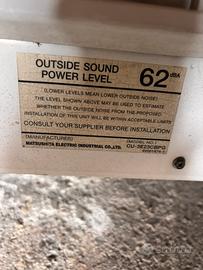 OUTSIDE SOUND
POWER LEVEL
62 dBA
(LOWER LEVELS MEAN LOWER OUTSIDE NOISE)
THE LEVEL SHOWN ABOVE MAY BE USED TO ESTIMATE
WHETHER THE OUTSIDE NOISE FROM THE PROPOSED
INSTALLATION OF THIS UNIT WILL BE WITHIN ACCEPTABLE LIMITS
CONSULT YOUR SUPPLIER BEFORE INSTALLATION
(MANUFACTURER)
MATSUSHITA ELECTRIC INDUSTRIAL CO.,LTD.
(MODEL NO.)